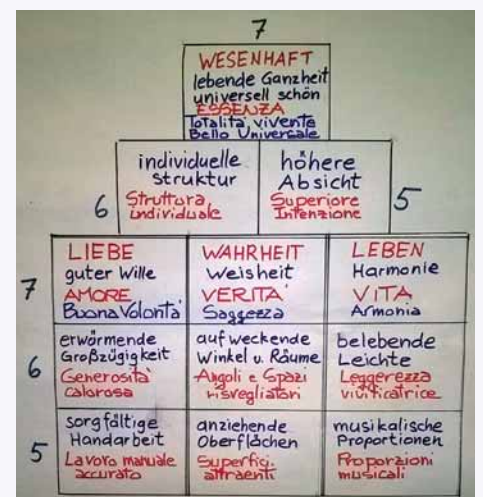 7
WESENHAFT
lebende Ganzheit
universell schön
ESSENZA
Totalità vivente
Bello Universale
individuelle
Struktur
Struttura
individuale
höhere
Absicht
Superiore
Intenzione
6
5
7
LIEBE
guter Wille
AMORE
Buona Volontà
WAHRHEIT
Weisheit
VERITA'
Saggezza
LEBEN
Harmonie
VITA
Armonia
6
erwärmende
Großzügigkeit
Generosità
calorosa
aufweckende
Winkel u. Räume
Angoli e Spazi
risvegliatori
belebende
Leichte
Leggerezza
vivificatrice
5
sorgfältige
Handarbeit
Lavoro manuale
accurato
anziehende
Oberflächen
Superfici
attraenti
musikalische
Proportionen
Proporzioni
musicali